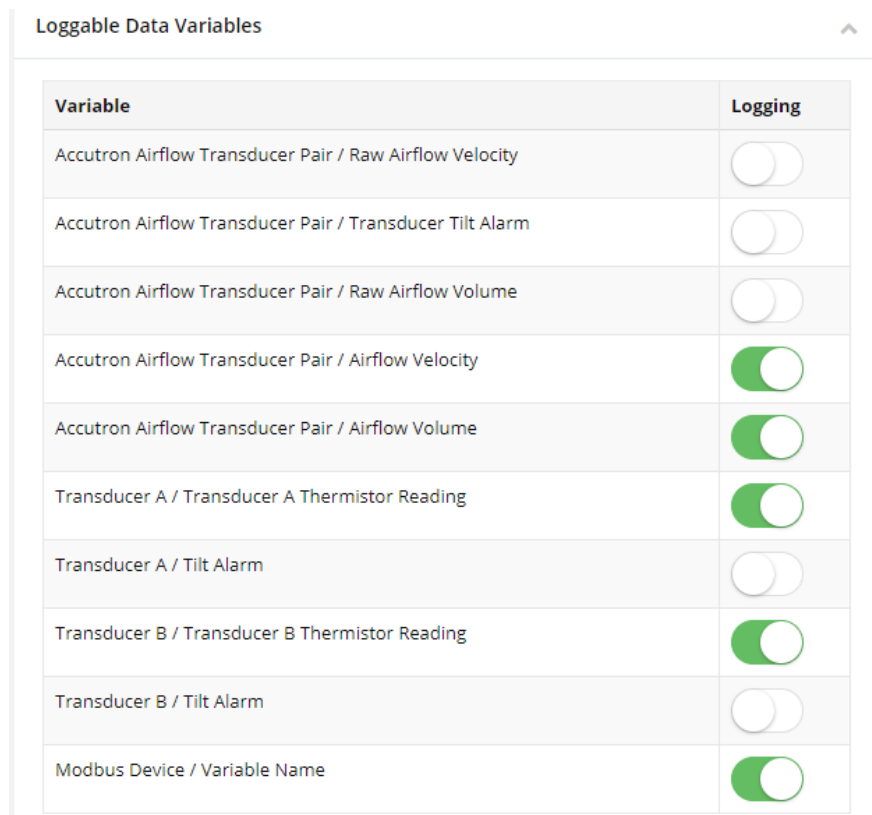 Loggable Data Variables
Variable Logging
Accutron Airflow Transducer Pair / Raw Airflow Velocity
Accutron Airflow Transducer Pair / Transducer Tilt Alarm
Accutron Airflow Transducer Pair / Raw Airflow Volume
Accutron Airflow Transducer Pair / Airflow Velocity
Accutron Airflow Transducer Pair / Airflow Volume
Transducer A / Transducer A Thermistor Reading
Transducer A / Tilt Alarm
Transducer B / Transducer B Thermistor Reading
Transducer B / Tilt Alarm
Modbus Device / Variable Name